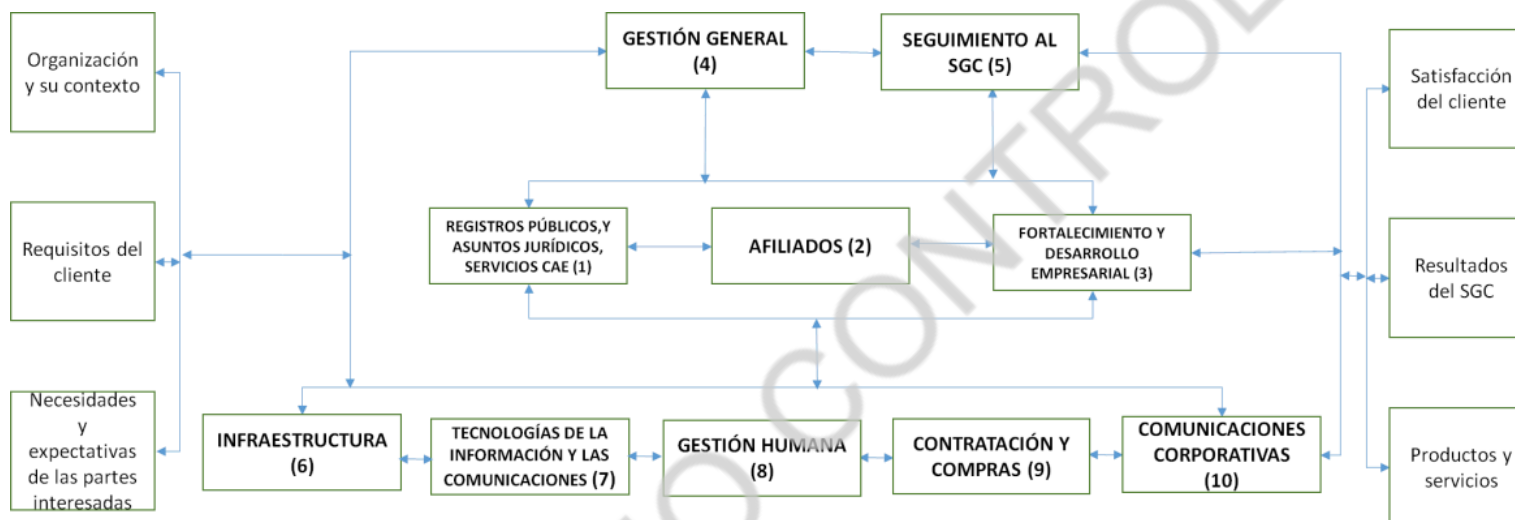 Organización
y su contexto
Requisitos del
cliente
Necesidades
y
expectativas
de las partes
interesadas
GESTIÓN GENERAL
(4)
SEGUIMIENTO AL
SGC (5)
REGISTROS PÚBLICOS,Y
ASUNTOS JURÍDICOS,
SERVICIOS CAE (1)
AFILIADOS (2)
FORTALECIMIENTO Y
DESARROLLO
EMPRESARIAL (3)
INFRAESTRUCTURA
(6)
TECNOLOGÍAS DE LA
INFORMACIÓN Y LAS
COMUNICACIONES (7)
GESTIÓN HUMANA
(8)
CONTRATACIÓN Y
COMPRAS (9)
COMUNICACIONES
CORPORATIVAS
(10)
Satisfacción
del cliente
Resultados
del SGC
Productos y
servicios